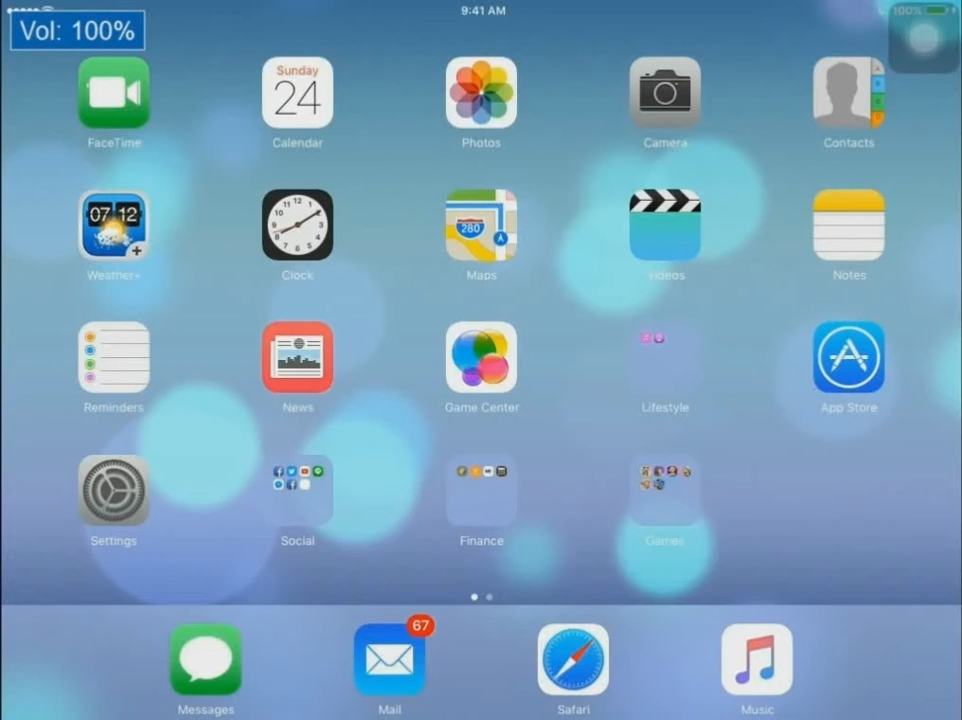 9:41 AM
100%
Vol: 100%
Sunday
24
FaceTime
Calendar
Photos
Camera
Contacts
07 12
280
Weather+
Clock
Maps
Videos
Notes
Reminders
News
Game Center
Lifestyle
App Store
Settings
Social
Finance
Games
67
Messages
Mail
Safari
Music